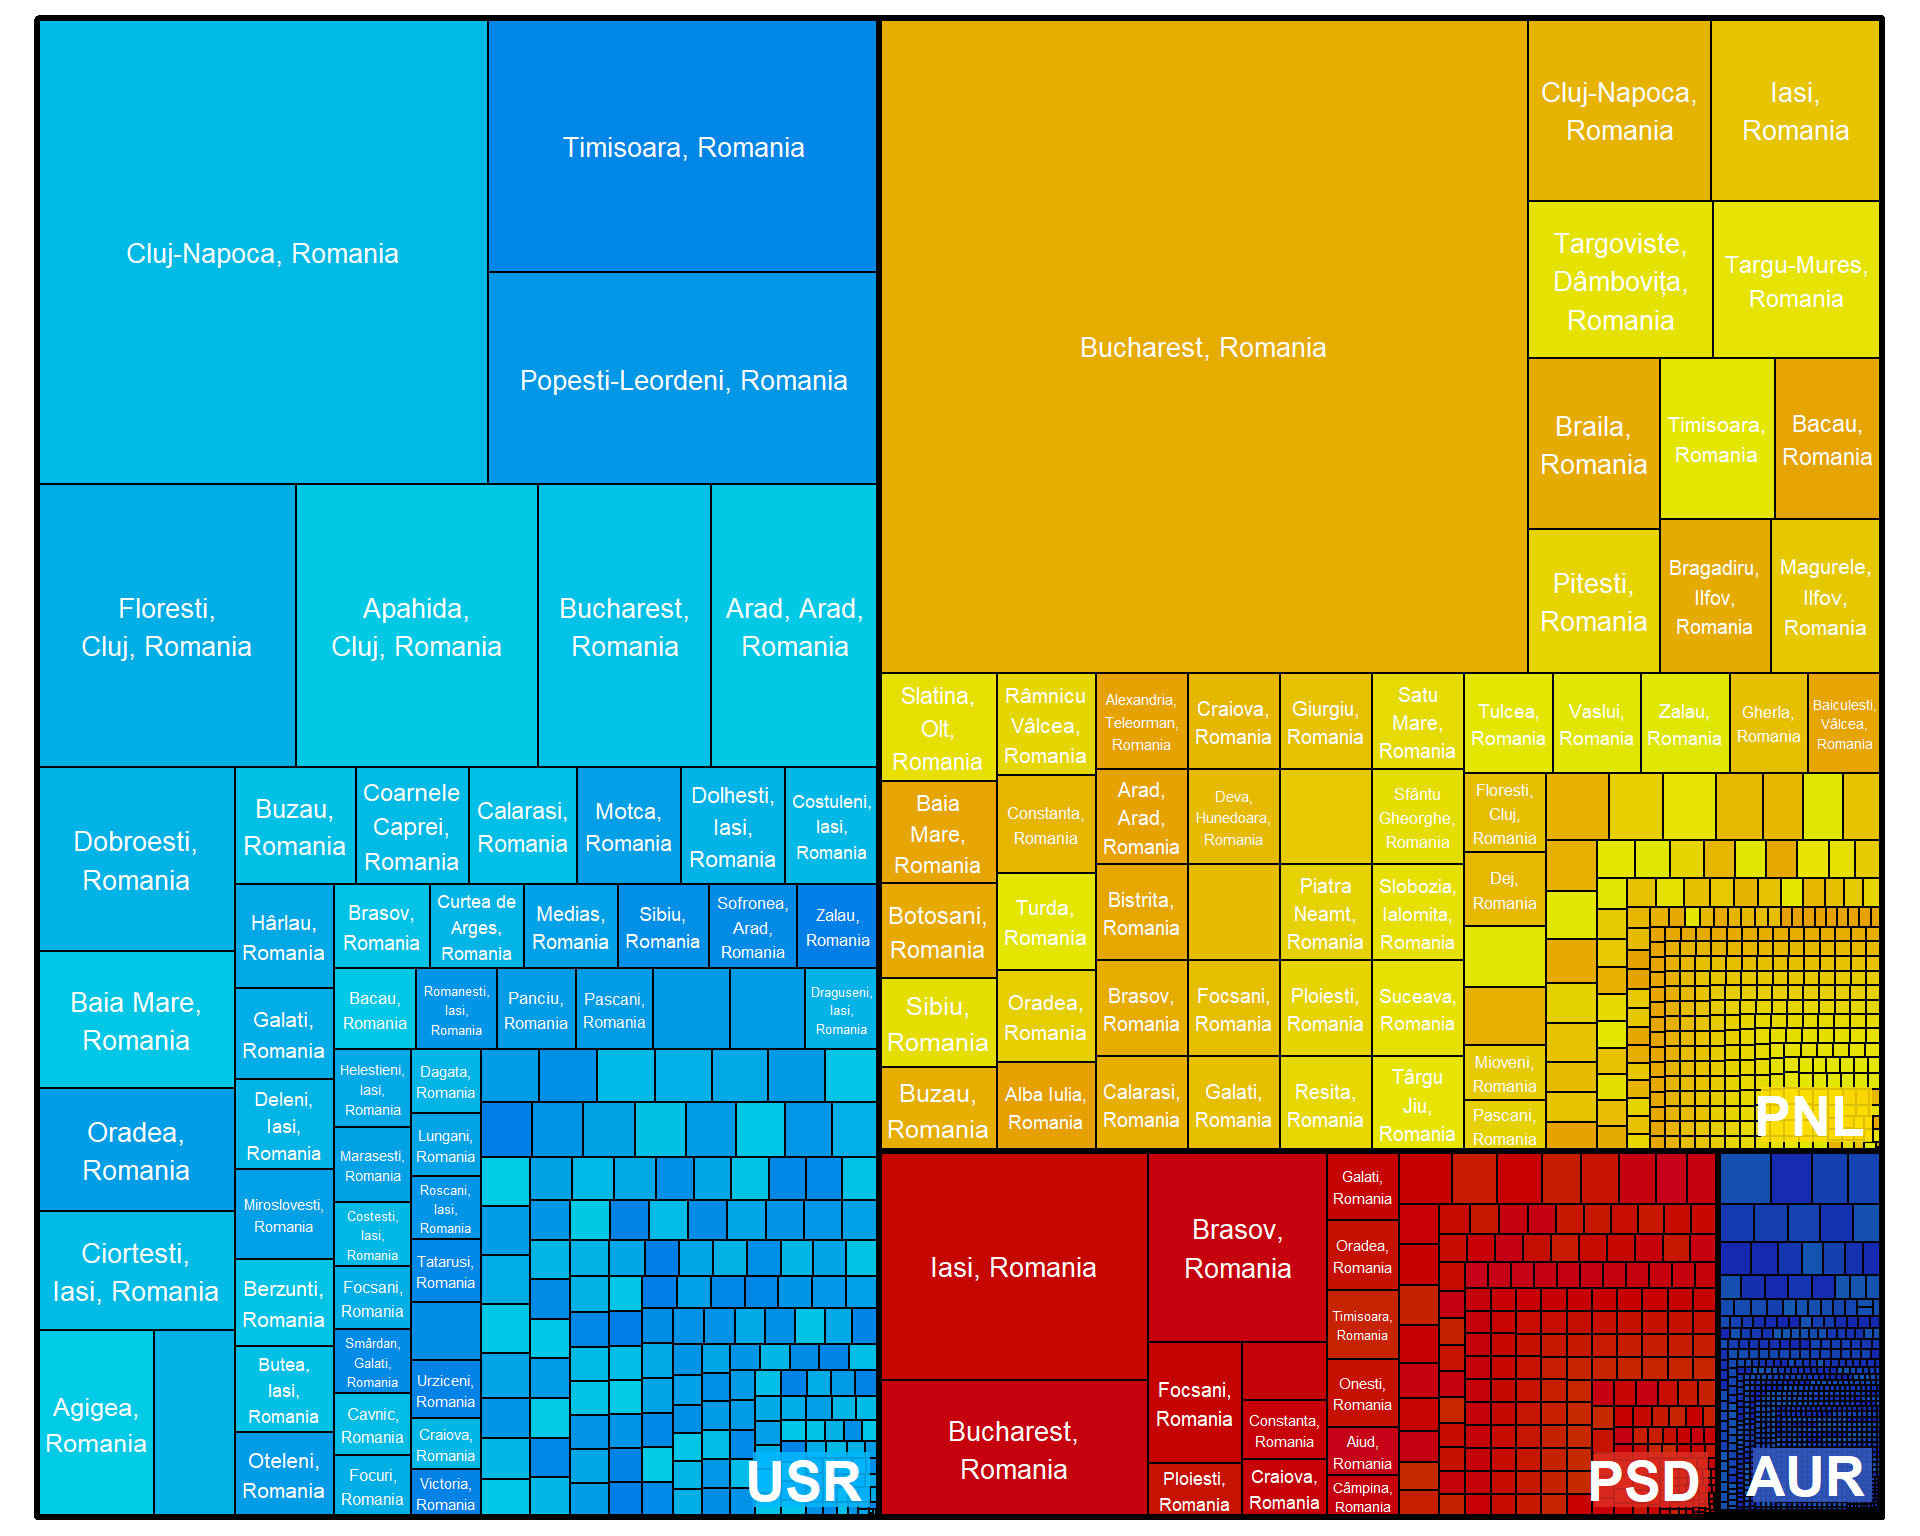 Cluj-Napoca, Romania
Timisoara, Romania
Popesti-Leordeni, Romania
Floresti,
Cluj, Romania
Apahida,
Cluj, Romania
Bucharest,
Romania
Arad, Arad,
Romania
Dobroesti,
Romania
Baia Mare,
Romania
Oradea,
Romania
Ciortesti,
Iasi, Romania
Agigea,
Romania
Buzau,
Romania
Coarnele
Caprei,
Romania
Calarasi,
Romania
Motca,
Romania
Dolhesti,
Iasi,
Romania
Costuleni,
Iasi,
Romania
Hârlau,
Romania
Galati,
Romania
Deleni,
Iasi,
Romania
Miroslovesti,
Romania
Berzunti,
Romania
Butea,
Iasi,
Romania
Oteleni,
Romania
Brasov,
Romania
Curtea de
Arges,
Romania
Medias,
Romania
Sibiu,
Romania
Sofronea,
Arad,
Romania
Zalau,
Romania
Bacau,
Romania
Romanesti,
Iasi,
Romania
Panciu,
Romania
Pascani,
Romania
Draguseni,
Iasi,
Romania
Helestieni,
Iasi,
Romania
Marasesti,
Romania
Costesti,
Iasi,
Romania
Focsani,
Romania
Smârdan,
Galati,
Romania
Cavnic,
Romania
Focuri,
Romania
Dagata,
Romania
Lungani,
Romania
Roscani,
Iasi,
Romania
Tatarusi,
Romania
Urziceni,
Romania
Craiova,
Romania
Victoria,
Romania
USR
Bucharest, Romania
Cluj-Napoca,
Romania
Iasi,
Romania
Targoviste,
Dâmbovița,
Romania
Targu-Mures,
Romania
Braila,
Romania
Timisoara,
Romania
Bacau,
Romania
Pitesti,
Romania
Bragadiru,
Ilfov,
Romania
Magurele,
Ilfov,
Romania
Slatina,
Olt,
Romania
Baia
Mare,
Romania
Botosani,
Romania
Sibiu,
Romania
Buzau,
Romania
Râmnicu
Vâlcea,
Romania
Constanta,
Romania
Turda,
Romania
Oradea,
Romania
Alba Iulia,
Romania
Alexandria,
Teleorman,
Romania
Arad,
Arad,
Romania
Bistrita,
Romania
Brasov,
Romania
Calarasi,
Romania
Craiova,
Romania
Deva,
Hunedoara,
Romania
Focsani,
Romania
Galati,
Romania
Giurgiu,
Romania
Piatra
Neamt,
Romania
Ploiesti,
Romania
Resita,
Romania
Satu
Mare,
Romania
Sfântu
Gheorghe,
Romania
Slobozia,
Ialomita,
Romania
Suceava,
Romania
Târgu
Jiu,
Romania
Tulcea,
Romania
Vaslui,
Romania
Zalau,
Romania
Gherla,
Romania
Baiculesti,
Vâlcea,
Romania
Floresti,
Cluj,
Romania
Dej,
Romania
Mioveni,
Romania
Pascani,
Romania
PNL
Iasi, Romania
Bucharest,
Romania
Brasov,
Romania
Focsani,
Romania
Ploiesti,
Romania
Constanta,
Romania
Craiova,
Romania
Galati,
Romania
Oradea,
Romania
Timisoara,
Romania
Onesti,
Romania
Aiud,
Romania
Câmpina,
Romania
PSD
AUR